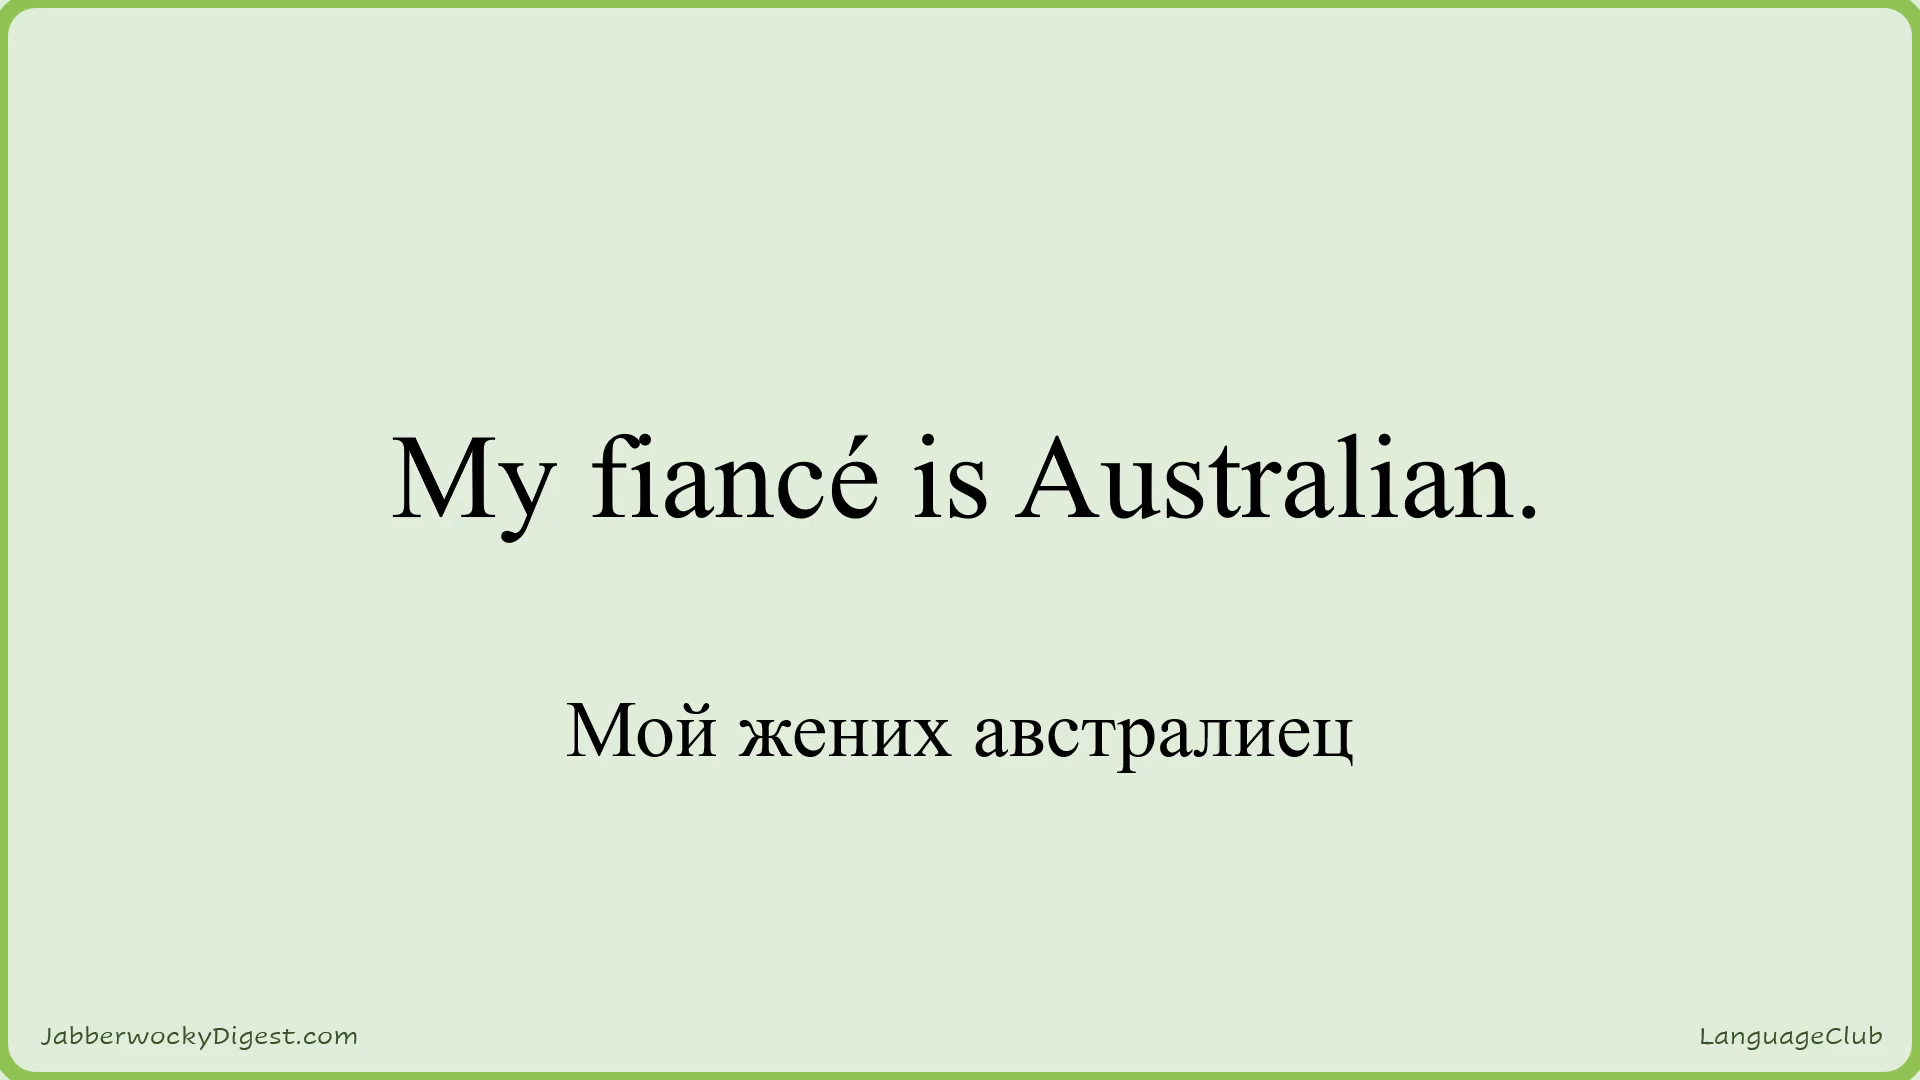 My fiancé is Australian.
Мой жених австралиец
JabberwockyDigest.com
LanguageClub